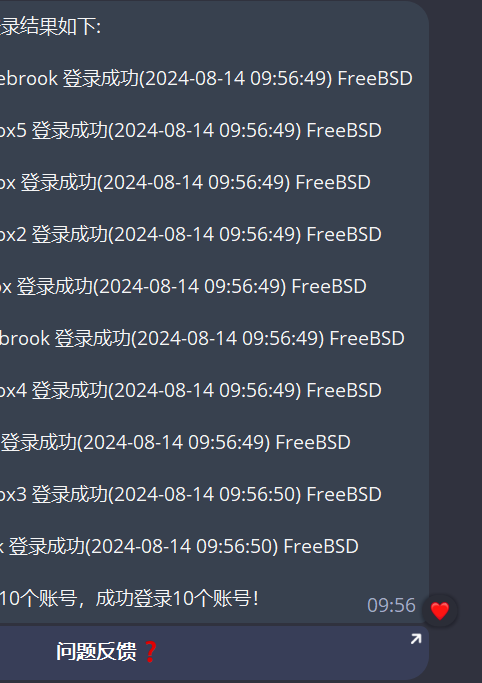 录结果如下:
ebrook 登录成功(2024-08-14 09:56:49) FreeBSD
ox5 登录成功(2024-08-14 09:56:49) FreeBSD
ox 登录成功(2024-08-14 09:56:49) FreeBSD
ox2 登录成功(2024-08-14 09:56:49) FreeBSD
ox 登录成功(2024-08-14 09:56:49) FreeBSD
brook 登录成功(2024-08-14 09:56:49) FreeBSD
ox4 登录成功(2024-08-14 09:56:49) FreeBSD
登录成功(2024-08-14 09:56:49) FreeBSD
ox3 登录成功(2024-08-14 09:56:50) FreeBSD
k 登录成功(2024-08-14 09:56:50) FreeBSD
10个账号，成功登录10个账号！
09:56
问题反馈❓